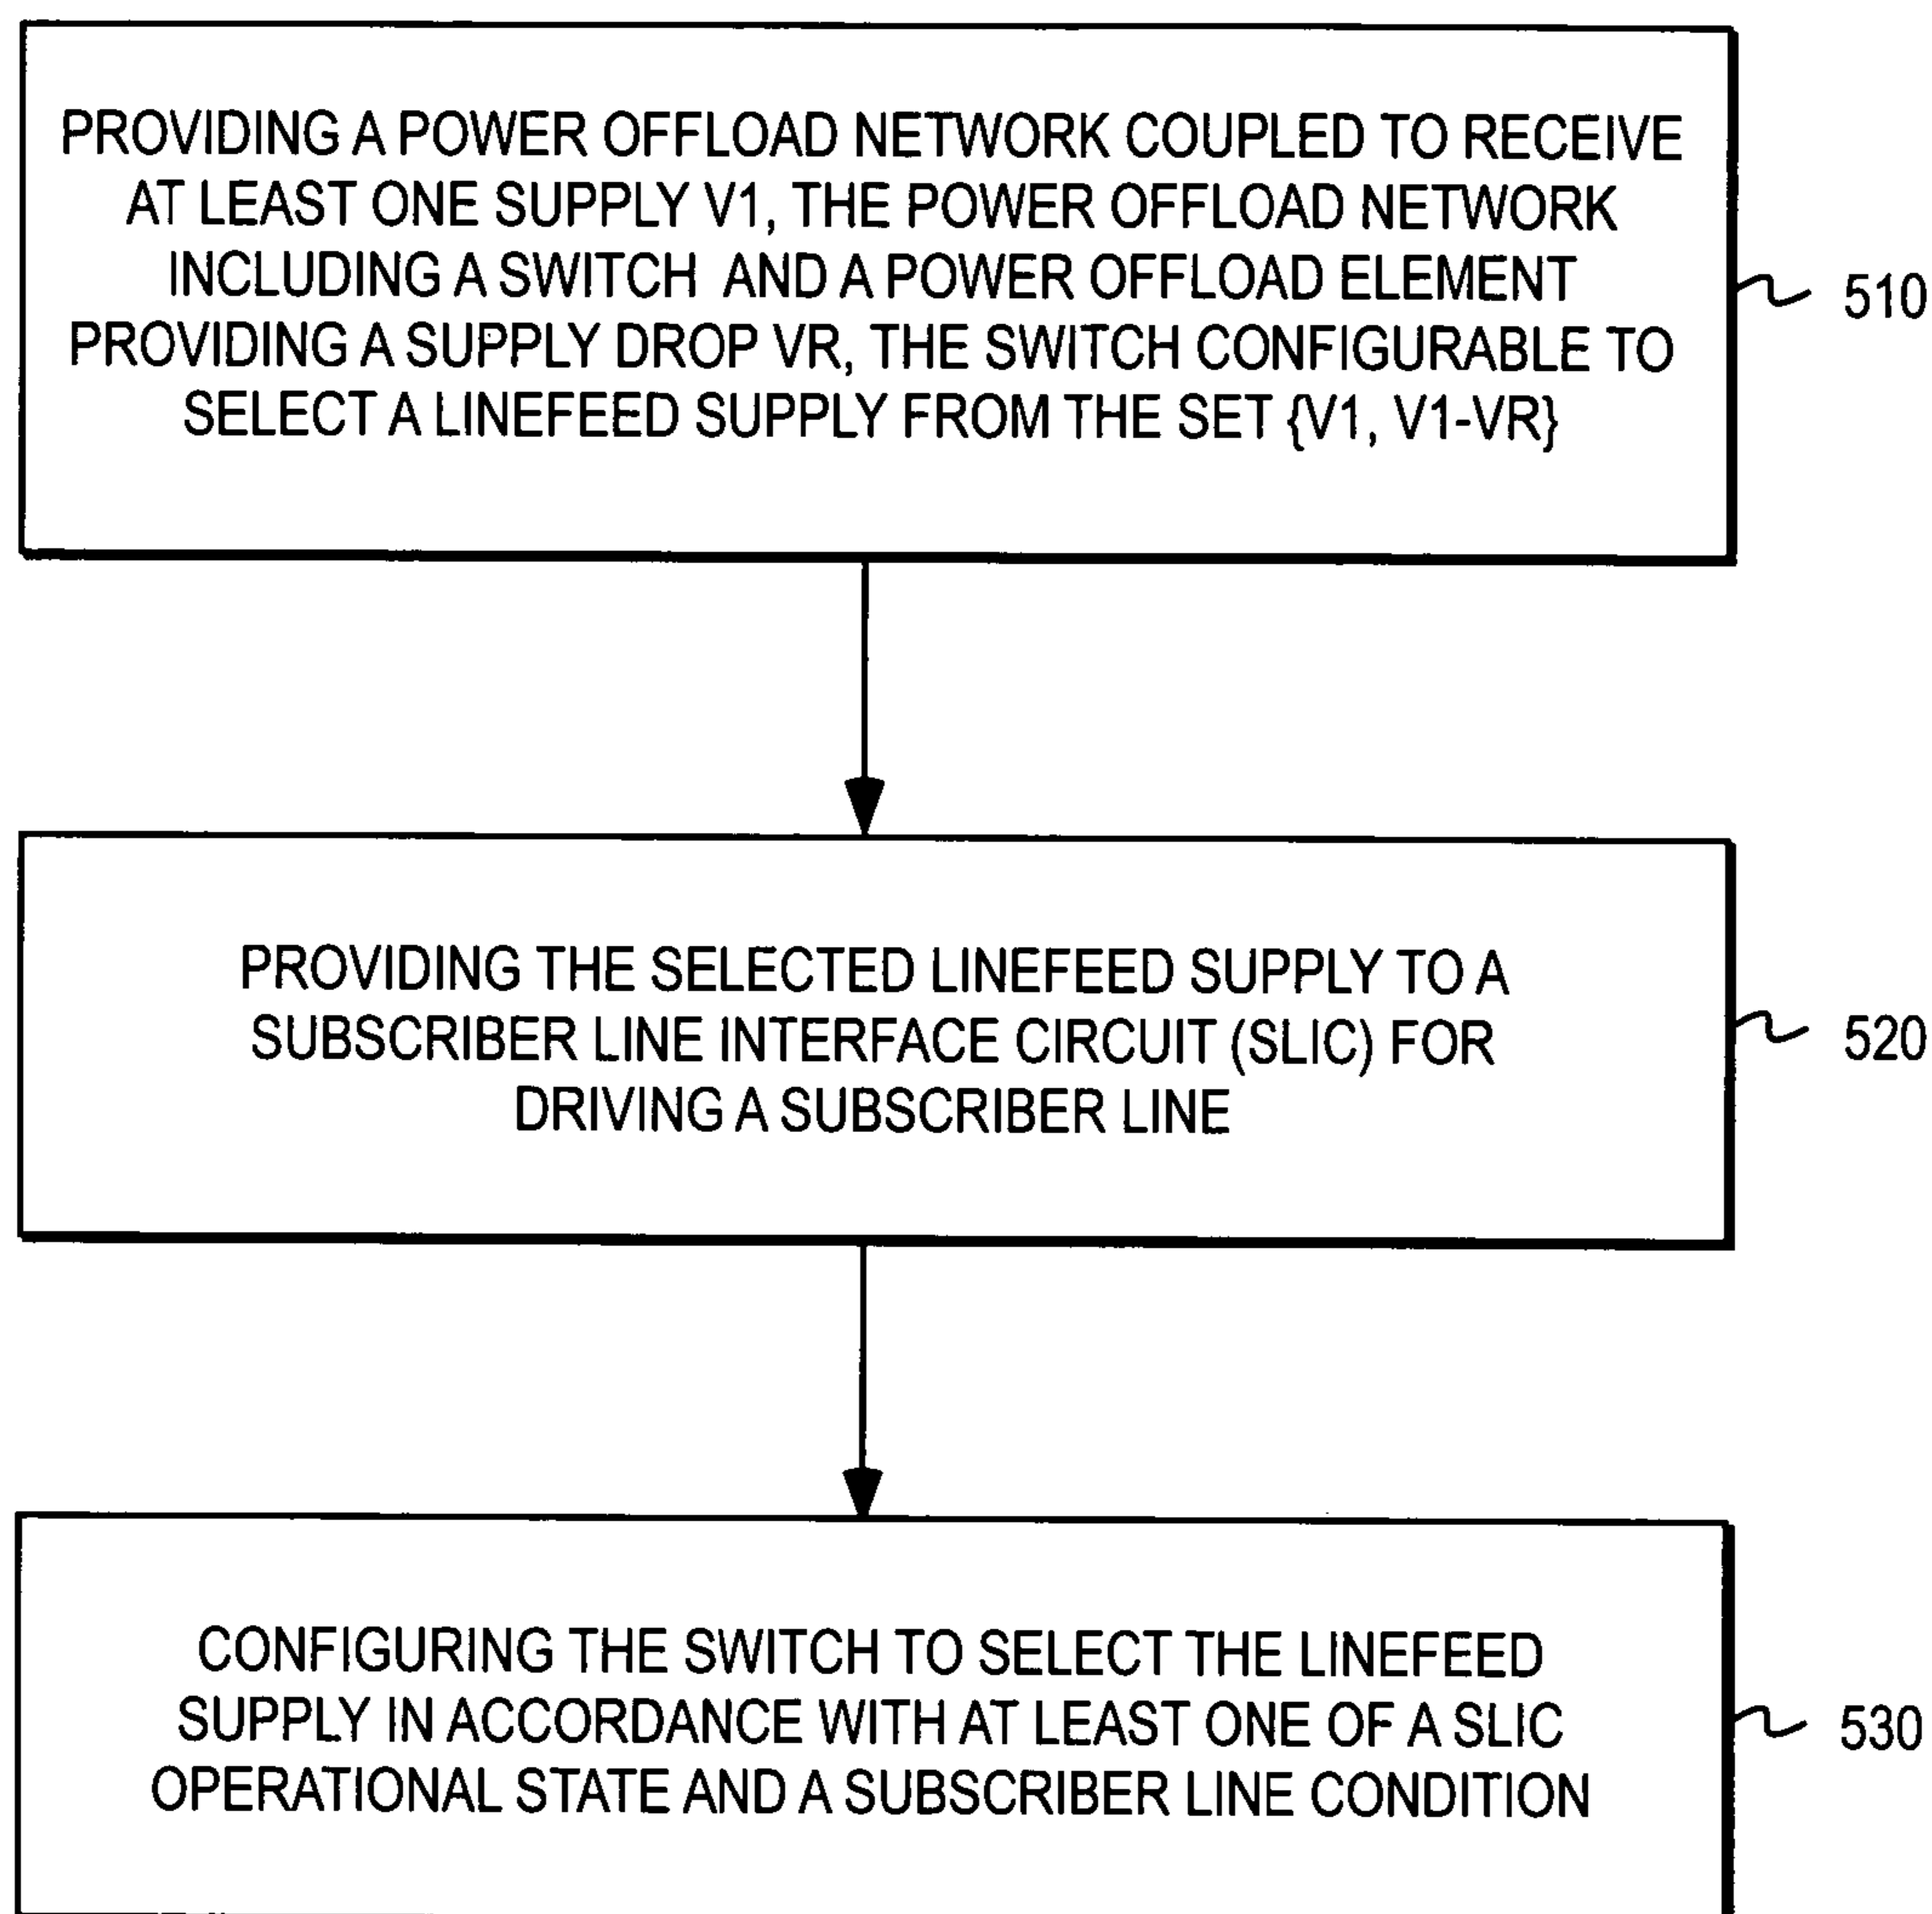 PROVIDING A POWER OFFLOAD NETWORK COUPLED TO RECEIVE
AT LEAST ONE SUPPLY V1, THE POWER OFFLOAD NETWORK
INCLUDING A SWITCH AND A POWER OFFLOAD ELEMENT
PROVIDING A SUPPLY DROP VR, THE SWITCH CONFIGURABLE TO
SELECT A LINEFEED SUPPLY FROM THE SET {V1, V1-VR}
510
PROVIDING THE SELECTED LINEFEED SUPPLY TO A
SUBSCRIBER LINE INTERFACE CIRCUIT (SLIC) FOR
DRIVING A SUBSCRIBER LINE
520
CONFIGURING THE SWITCH TO SELECT THE LINEFEED
SUPPLY IN ACCORDANCE WITH AT LEAST ONE OF A SLIC
OPERATIONAL STATE AND A SUBSCRIBER LINE CONDITION
530